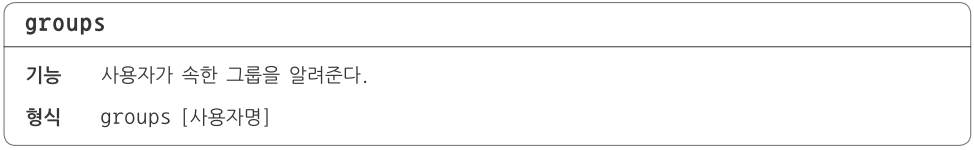 groups
기능 사용자가 속한 그룹을 알려준다.
형식 groups [사용자명]